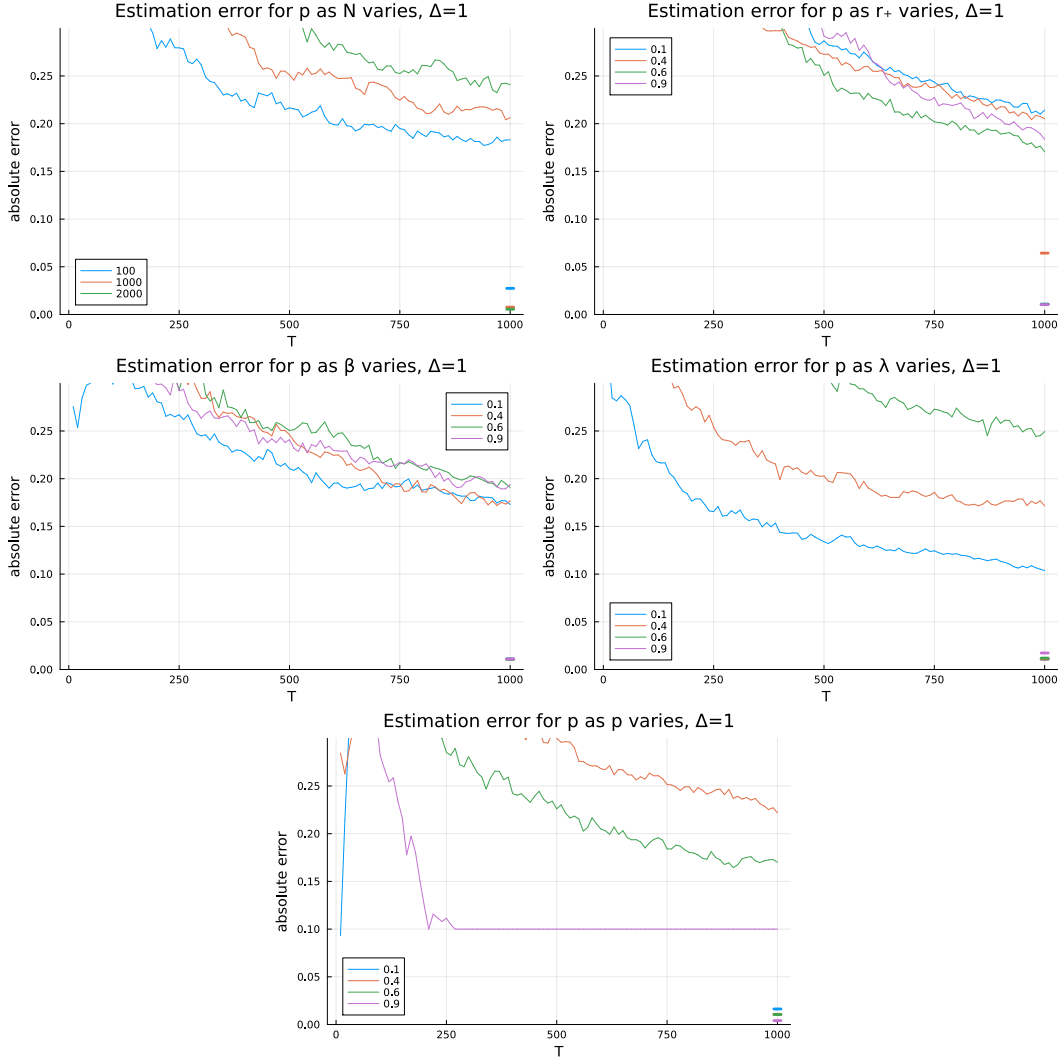 Estimation error for p as N varies, Δ=1
absolute error
0.25
0.20
0.15
0.10
0.05
0.00
100
1000
2000
0 250 500 750 1000
T
Estimation error for p as r₊ varies, Δ=1
absolute error
0.25
0.20
0.15
0.10
0.05
0.00
0.1
0.4
0.6
0.9
0 250 500 750 1000
T
Estimation error for p as β varies, Δ=1
absolute error
0.25
0.20
0.15
0.10
0.05
0.00
0.1
0.4
0.6
0.9
0 250 500 750 1000
T
Estimation error for p as λ varies, Δ=1
absolute error
0.25
0.20
0.15
0.10
0.05
0.00
0.1
0.4
0.6
0.9
0 250 500 750 1000
T
Estimation error for p as p varies, Δ=1
absolute error
0.25
0.20
0.15
0.10
0.05
0.00
0.1
0.4
0.6
0.9
0 250 500 750 1000
T